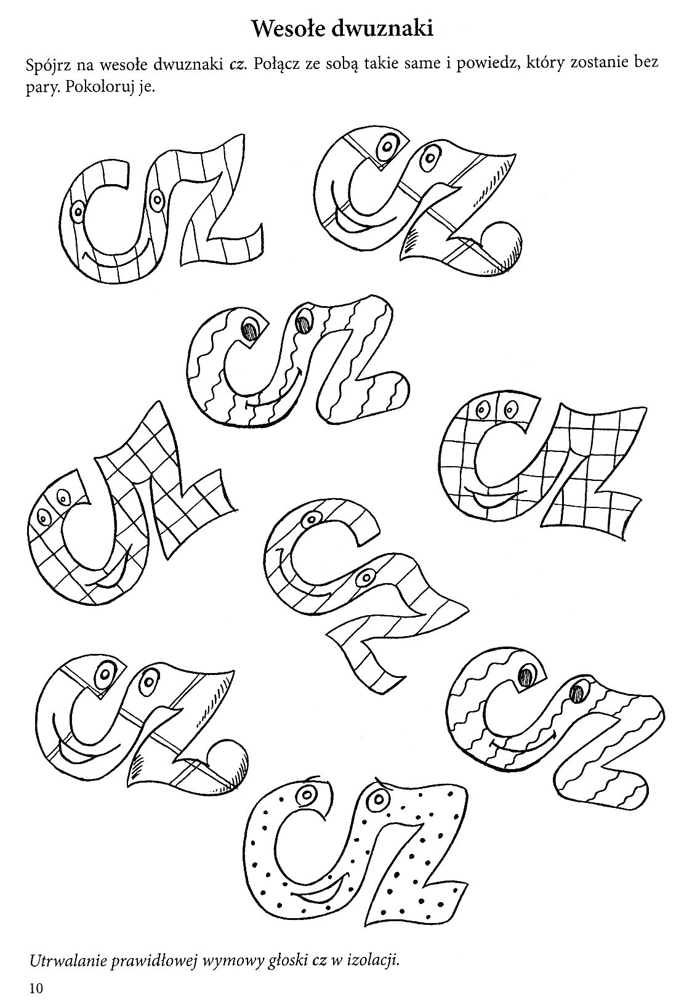 Wesołe dwuznaki
Spójrz na wesołe dwuznaki cz. Połącz ze sobą takie same i powiedz, który zostanie bez
pary. Pokoloruj je.
cz
cz
cz
cz
cz
cz
cz
cz
cz
Utrwalanie prawidłowej wymowy głoski cz w izolacji.
10